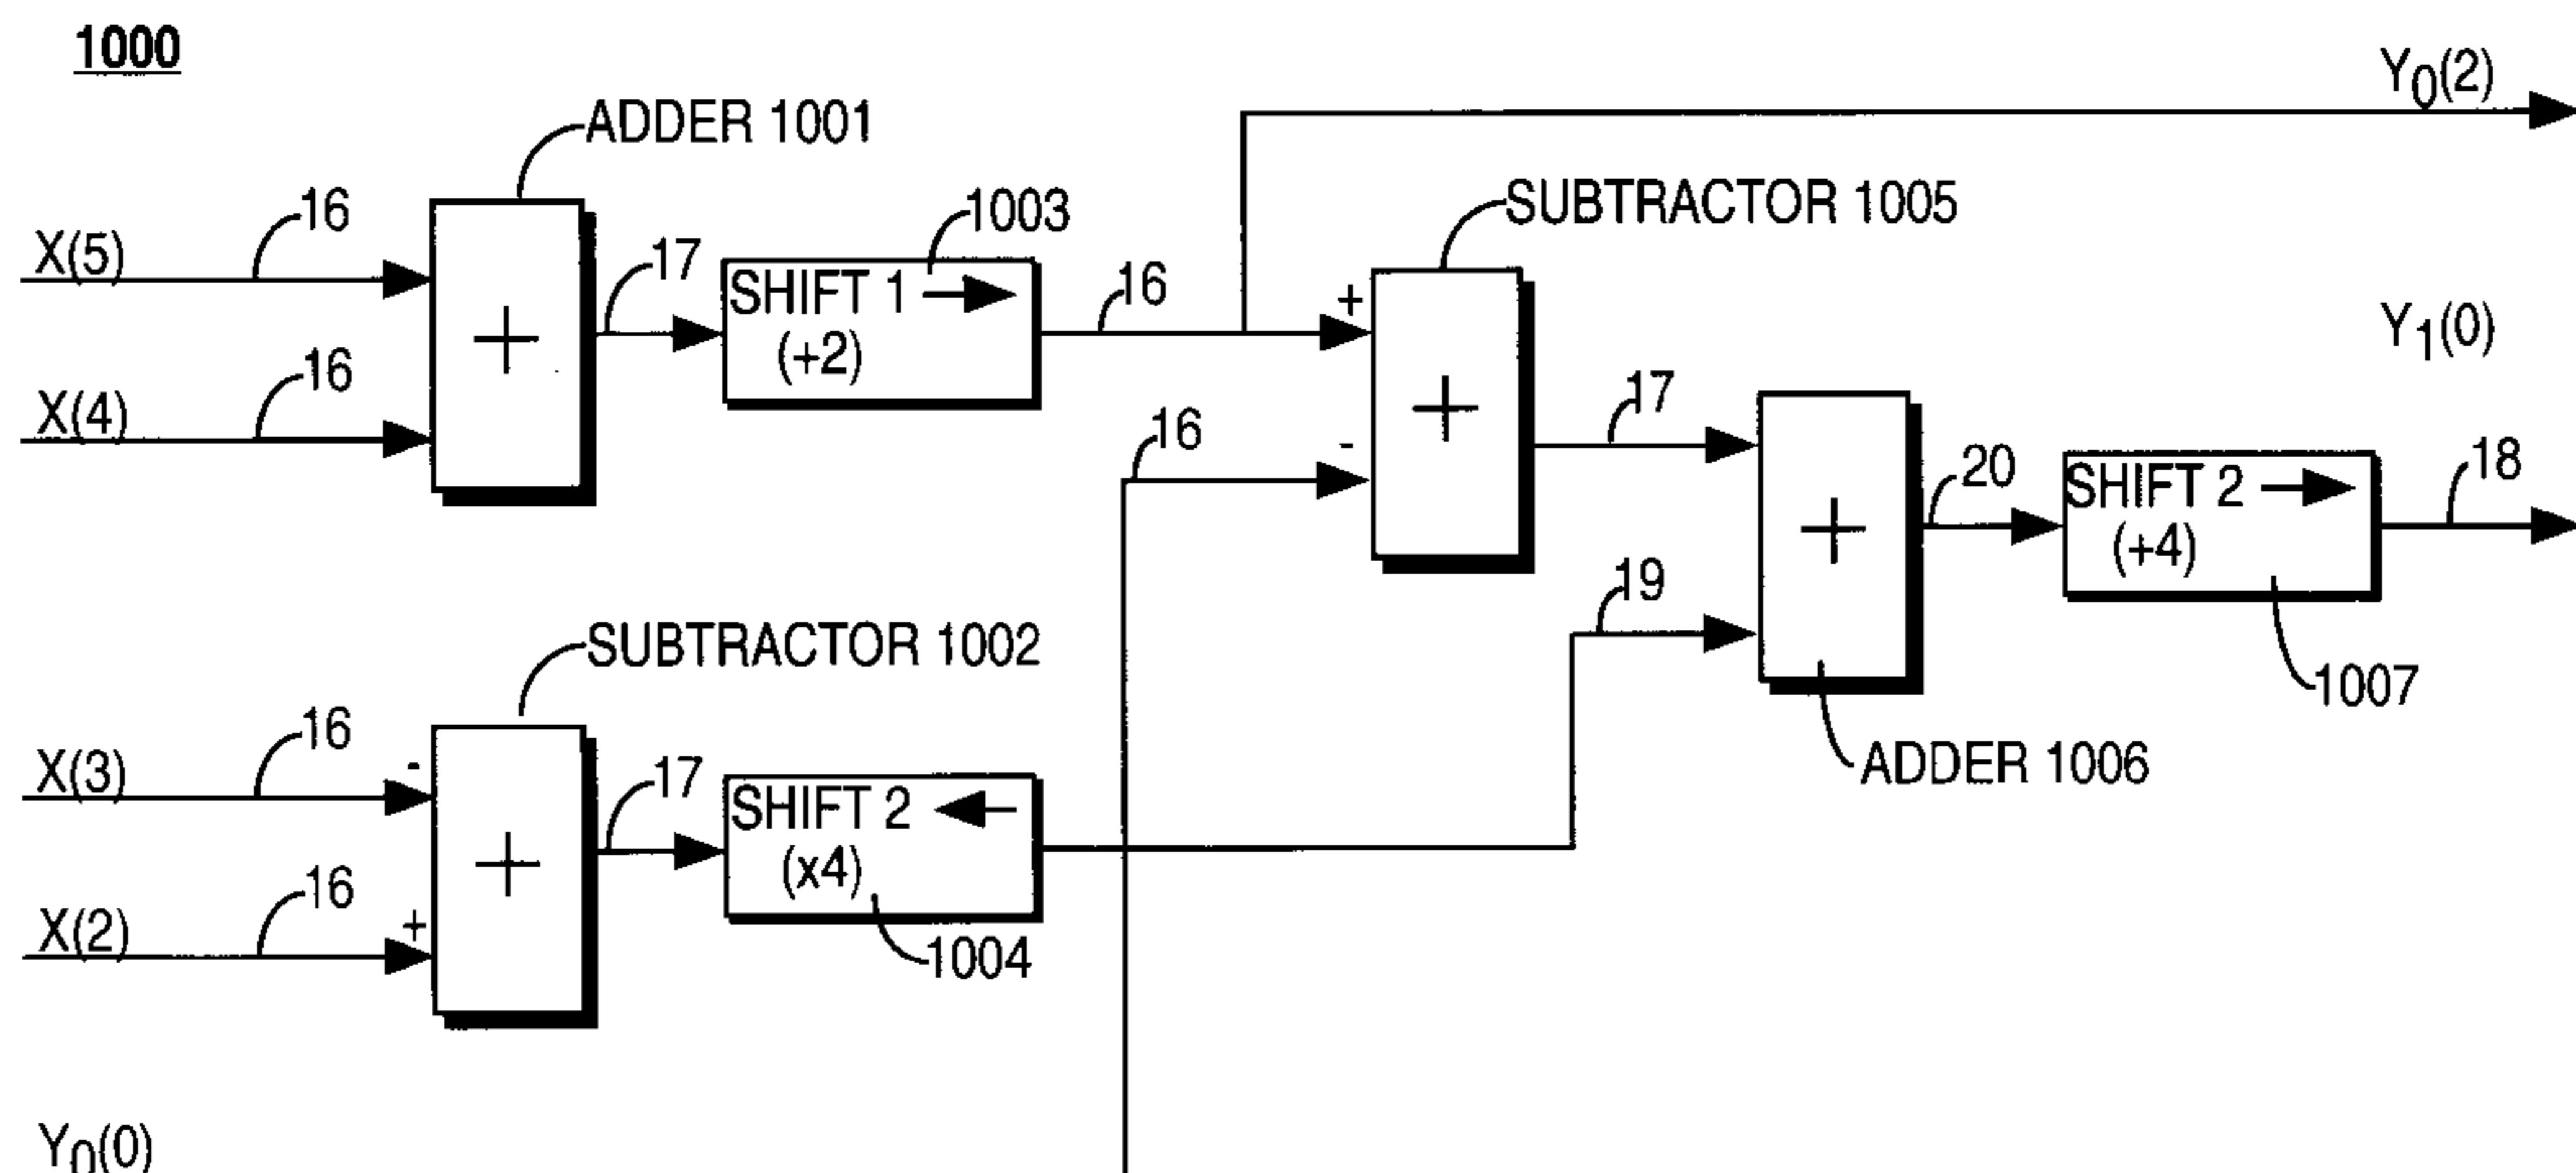 1000
Y0(2)
ADDER 1001
16
X(5)
17
1003
SHIFT 1
(+2)
16
SUBTRACTOR 1005
+
+
-
Y1(0)
16
X(4)
16
17
+
20
SHIFT 2
(+4)
18
19
1007
ADDER 1006
SUBTRACTOR 1002
16
X(3)
-
17
SHIFT 2
(x4)
1004
+
16
X(2)
+
+
Y0(0)